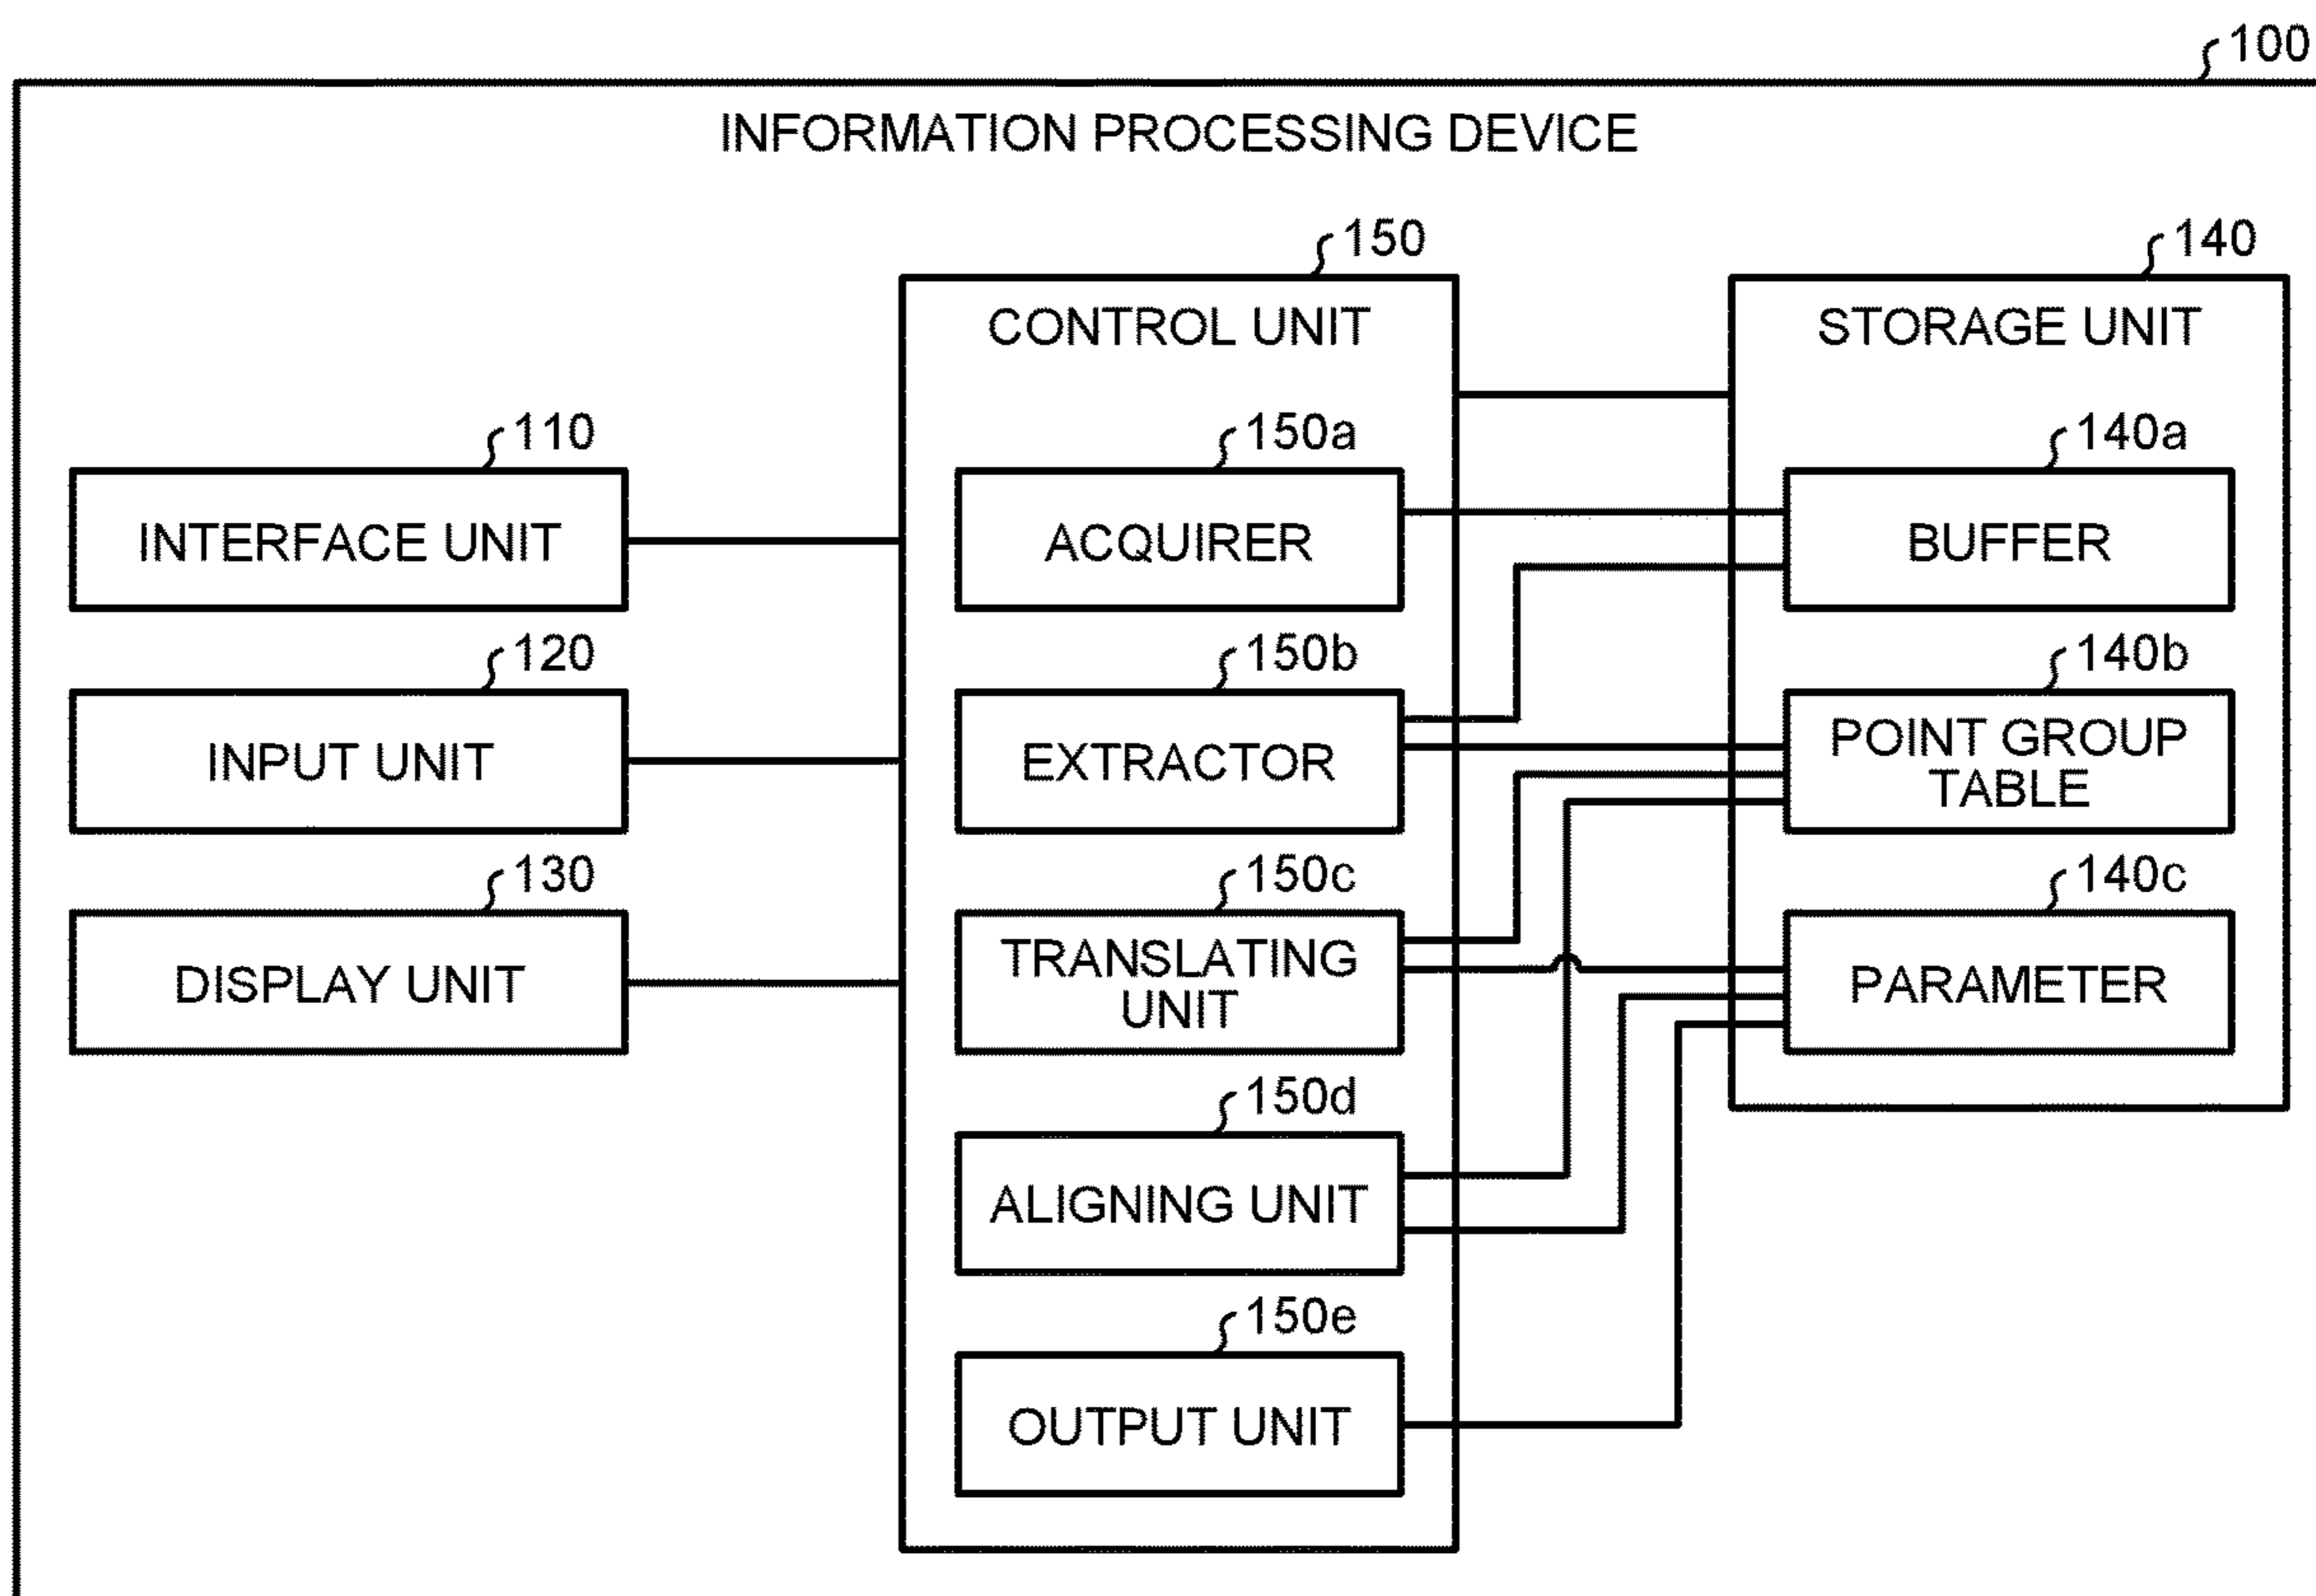 100
INFORMATION PROCESSING DEVICE
150
140
CONTROL UNIT
STORAGE UNIT
110
150a
140a
INTERFACE UNIT
ACQUIRER
BUFFER
120
150b
140b
INPUT UNIT
EXTRACTOR
POINT GROUP
TABLE
130
150c
140c
DISPLAY UNIT
TRANSLATING
UNIT
PARAMETER
150d
ALIGNING UNIT
150e
OUTPUT UNIT